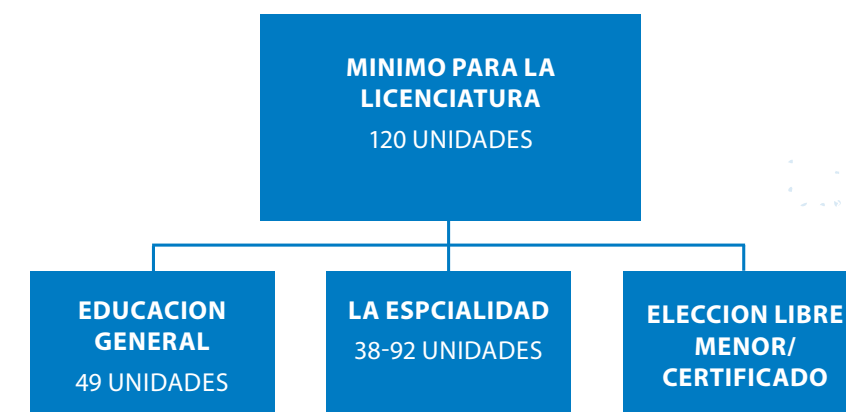 MINIMO PARA LA
LICENCIATURA
120 UNIDADES
EDUCACION
GENERAL
49 UNIDADES
LA ESPCIALIDAD
38-92 UNIDADES
ELECCION LIBRE
MENOR/
CERTIFICADO